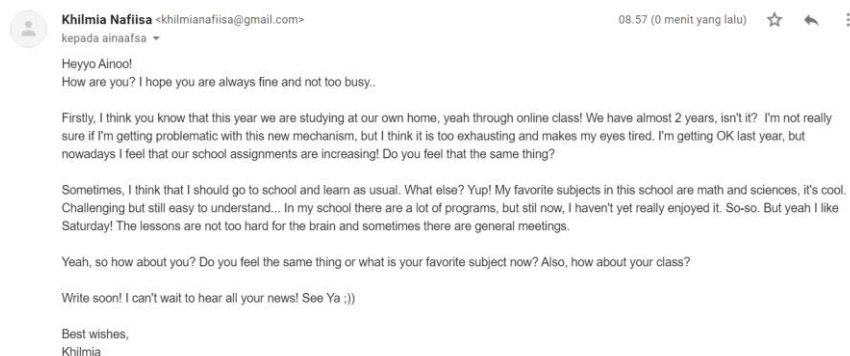 Khilmia Nafiisa <khilmianafiisa@gmail.com>
08.57 (0 menit yang lalu)
kepada ainaafsa
Heyyo Ainoo!
How are you? I hope you are always fine and not too busy..
Firstly, I think you know that this year we are studying at our own home, yeah through online class! We have almost 2 years, isn't it?  I'm not really
sure if I'm getting problematic with this new mechanism, but I think it is too exhausting and makes my eyes tired. I'm getting OK last year, but
nowadays I feel that our school assignments are increasing! Do you feel that the same thing?
Sometimes, I think that I should go to school and learn as usual. What else? Yup! My favorite subjects in this school are math and sciences, it's cool.
Challenging but still easy to understand... In my school there are a lot of programs, but stil now, I haven't yet really enjoyed it. So-so. But yeah I like
Saturday! The lessons are not too hard for the brain and sometimes there are general meetings.
Yeah, so how about you? Do you feel the same thing or what is your favorite subject now? Also, how about your class?
Write soon! I can't wait to hear all your news! See Ya ;))
Best wishes,
Khilmia